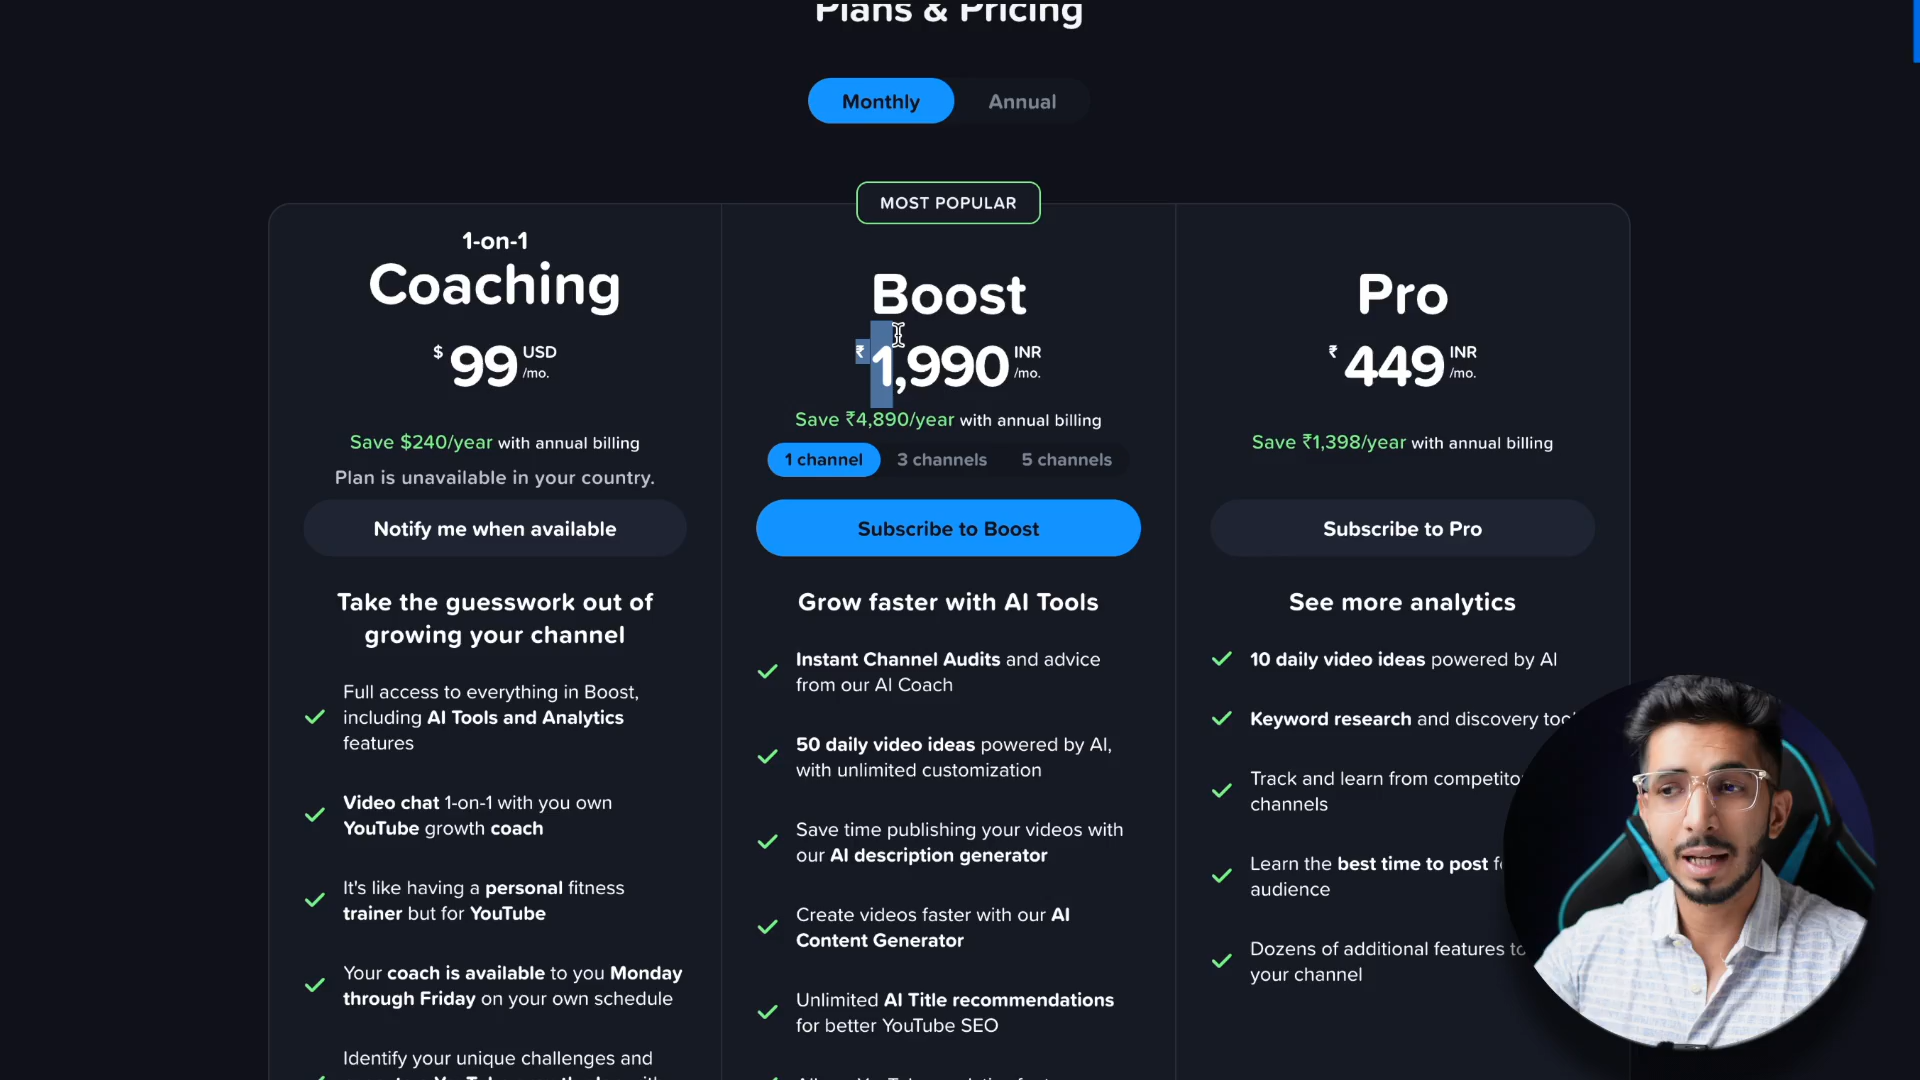 Plans & Pricing
Monthly
Annual
MOST POPULAR
1-on-1
Coaching
$ 99 USD /mo.
Save $240/year with annual billing
Plan is unavailable in your country.
Notify me when available
Take the guesswork out of
growing your channel
Full access to everything in Boost,
including AI Tools and Analytics
features
Video chat 1-on-1 with you own
YouTube growth coach
It's like having a personal fitness
trainer but for YouTube
Your coach is available to you Monday
through Friday on your own schedule
Identify your unique challenges and
Boost
₹ 1,990 INR /mo.
Save ₹4,890/year with annual billing
1 channel
3 channels
5 channels
Subscribe to Boost
Grow faster with AI Tools
Instant Channel Audits and advice
from our AI Coach
50 daily video ideas powered by AI,
with unlimited customization
Save time publishing your videos with
our AI description generator
Create videos faster with our AI
Content Generator
Unlimited AI Title recommendations
for better YouTube SEO
Pro
₹ 449 INR /mo.
Save ₹1,398/year with annual billing
Subscribe to Pro
See more analytics
10 daily video ideas powered by AI
Keyword research and discovery
Track and learn from
channels
Learn the best time to post
audience
Dozens of additional features to
your channel